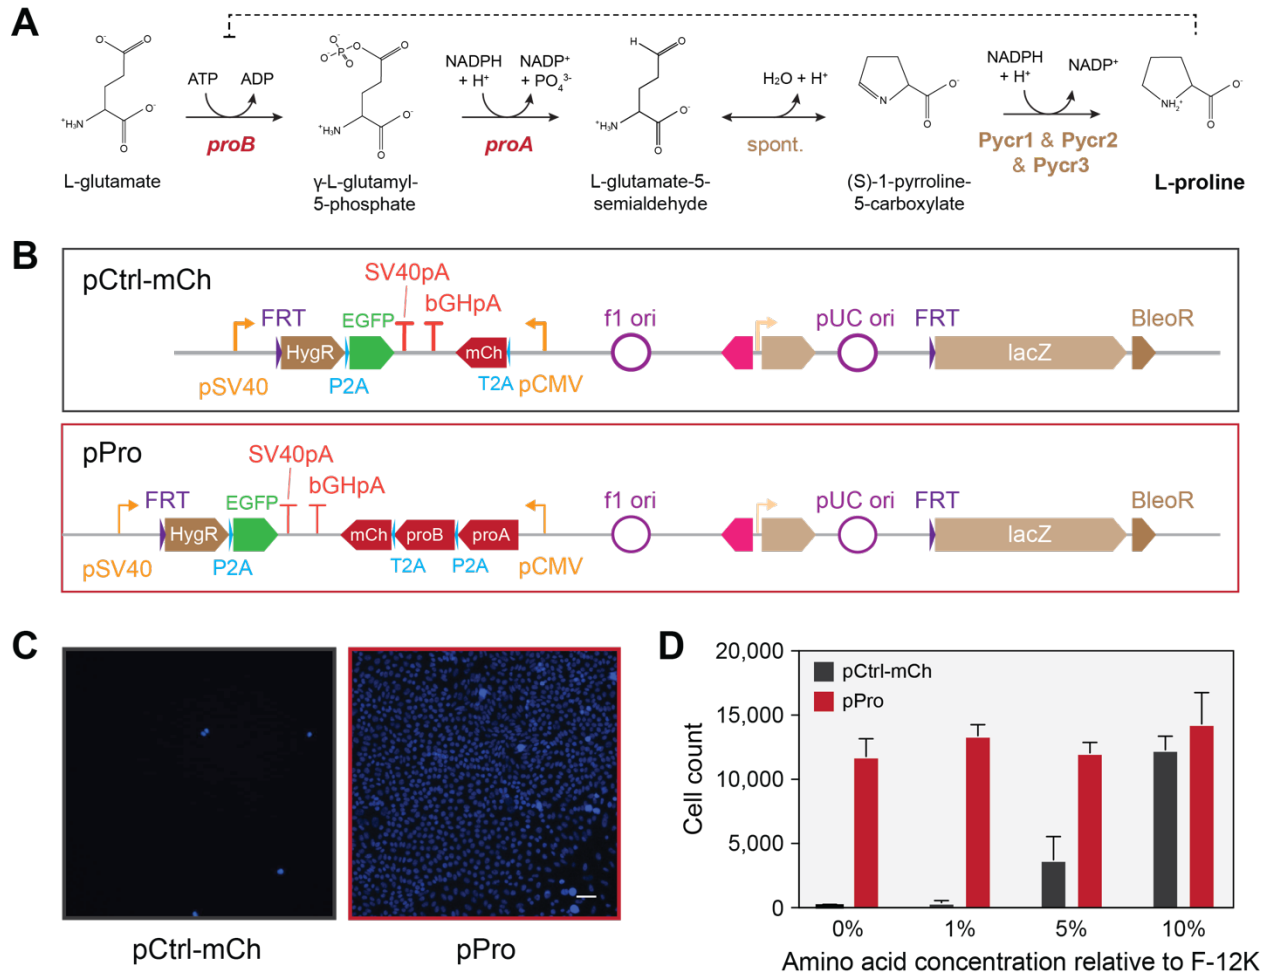 A
ATP
ADP
proB
L-glutamate
NADPH
+ H⁺
NADP⁺
+ PO₄³⁻
proA
γ-L-glutamyl-
5-phosphate
H₂O + H⁺
spont.
L-glutamate-5-
semialdehyde
NADPH
+ H⁺
NADP⁺
Pycr1 & Pycr2
& Pycr3
(S)-1-pyrroline-
5-carboxylate
L-proline
O⁻
O
O⁻
O
⁺H₃N
O⁻
O⁻
P
O
O
O
O⁻
O
⁺H₃N
H
O
O⁻
O
⁺H₃N
N
O⁻
O
NH₂⁺
O⁻
O
B
pCtrl-mCh
SV40pA
bGHpA
FRT
EGFP
f1 ori
pUC ori
FRT
BleoR
HygR
mCh
lacZ
pSV40
P2A
T2A
pCMV
pPro
SV40pA
bGHpA
FRT
EGFP
f1 ori
pUC ori
FRT
BleoR
HygR
mCh
proB
proA
lacZ
pSV40
P2A
T2A
P2A
pCMV
C
pCtrl-mCh
pPro
D
20,000
15,000
10,000
5,000
0
Cell count
pCtrl-mCh
pPro
0%
1%
5%
10%
Amino acid concentration relative to F-12K